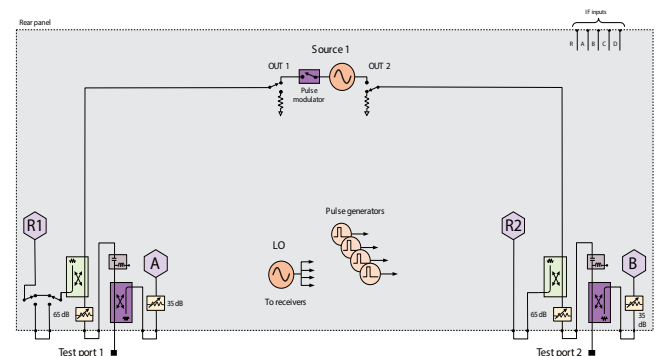 IF inputs
Rear panel
R A B C D
Source 1
OUT 1
OUT 2
Pulse
modulator
R1
A
LO
To receivers
Pulse generators
R2
B
65 dB
35 dB
65 dB
35
dB
Test port 1
Test port 2